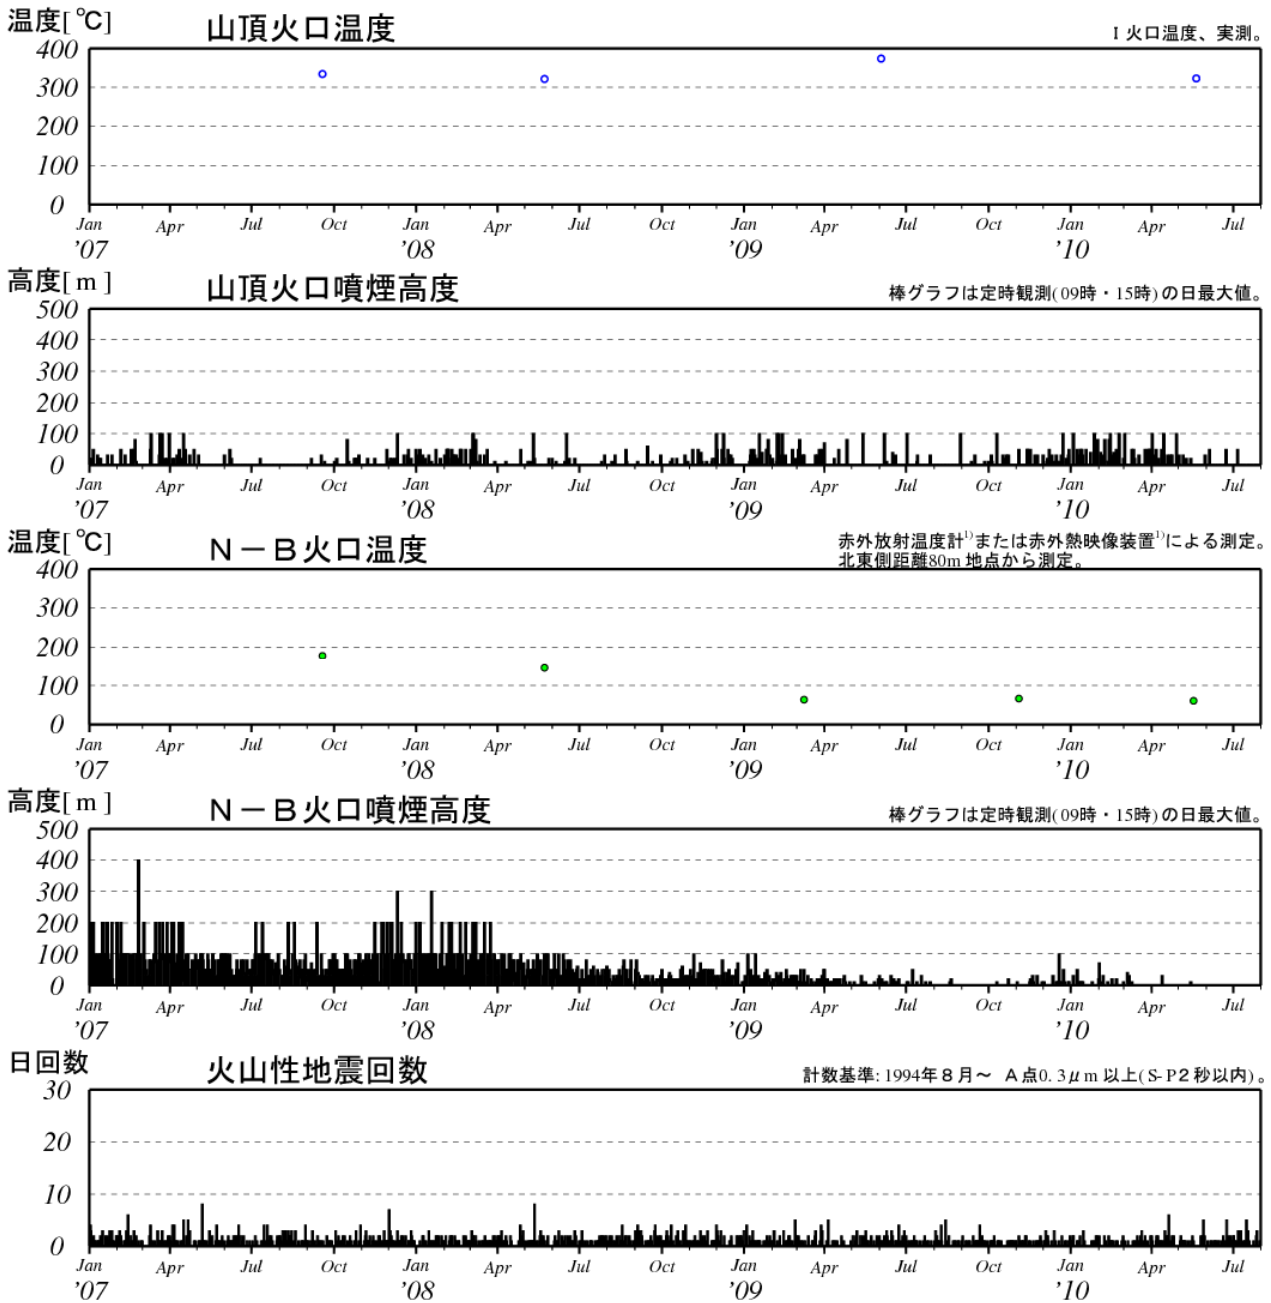 温度[℃]
山頂火口温度
I 火口温度、実測。
400
300
200
100
0
Jan Apr Jul Oct Jan Apr Jul Oct Jan Apr Jul Oct Jan Apr Jul
'07 '08 '09 '10
高度[m]
山頂火口噴煙高度
棒グラフは定時観測(09時・15時)の日最大値。
500
400
300
200
100
0
Jan Apr Jul Oct Jan Apr Jul Oct Jan Apr Jul Oct Jan Apr Jul
'07 '08 '09 '10
温度[℃]
N－B火口温度
赤外放射温度計1)または赤外熱映像装置1)による測定。
北東側距離80m 地点から測定。
400
300
200
100
0
Jan Apr Jul Oct Jan Apr Jul Oct Jan Apr Jul Oct Jan Apr Jul
'07 '08 '09 '10
高度[m]
N－B火口噴煙高度
棒グラフは定時観測(09時・15時)の日最大値。
500
400
300
200
100
0
Jan Apr Jul Oct Jan Apr Jul Oct Jan Apr Jul Oct Jan Apr Jul
'07 '08 '09 '10
日回数
火山性地震回数
計数基準: 1994年８月～ Ａ点0.3μm 以上(S-P２秒以内)。
30
20
10
0
Jan Apr Jul Oct Jan Apr Jul Oct Jan Apr Jul Oct Jan Apr Jul
'07 '08 '09 '10